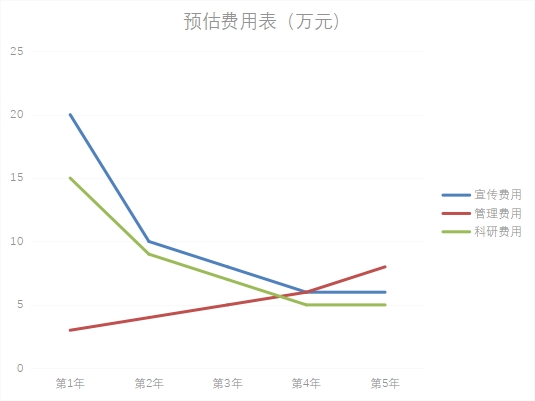 预估费用表（万元）
25
20
15
10
5
0
第1年 第2年 第3年 第4年 第5年
宣传费用
管理费用
科研费用